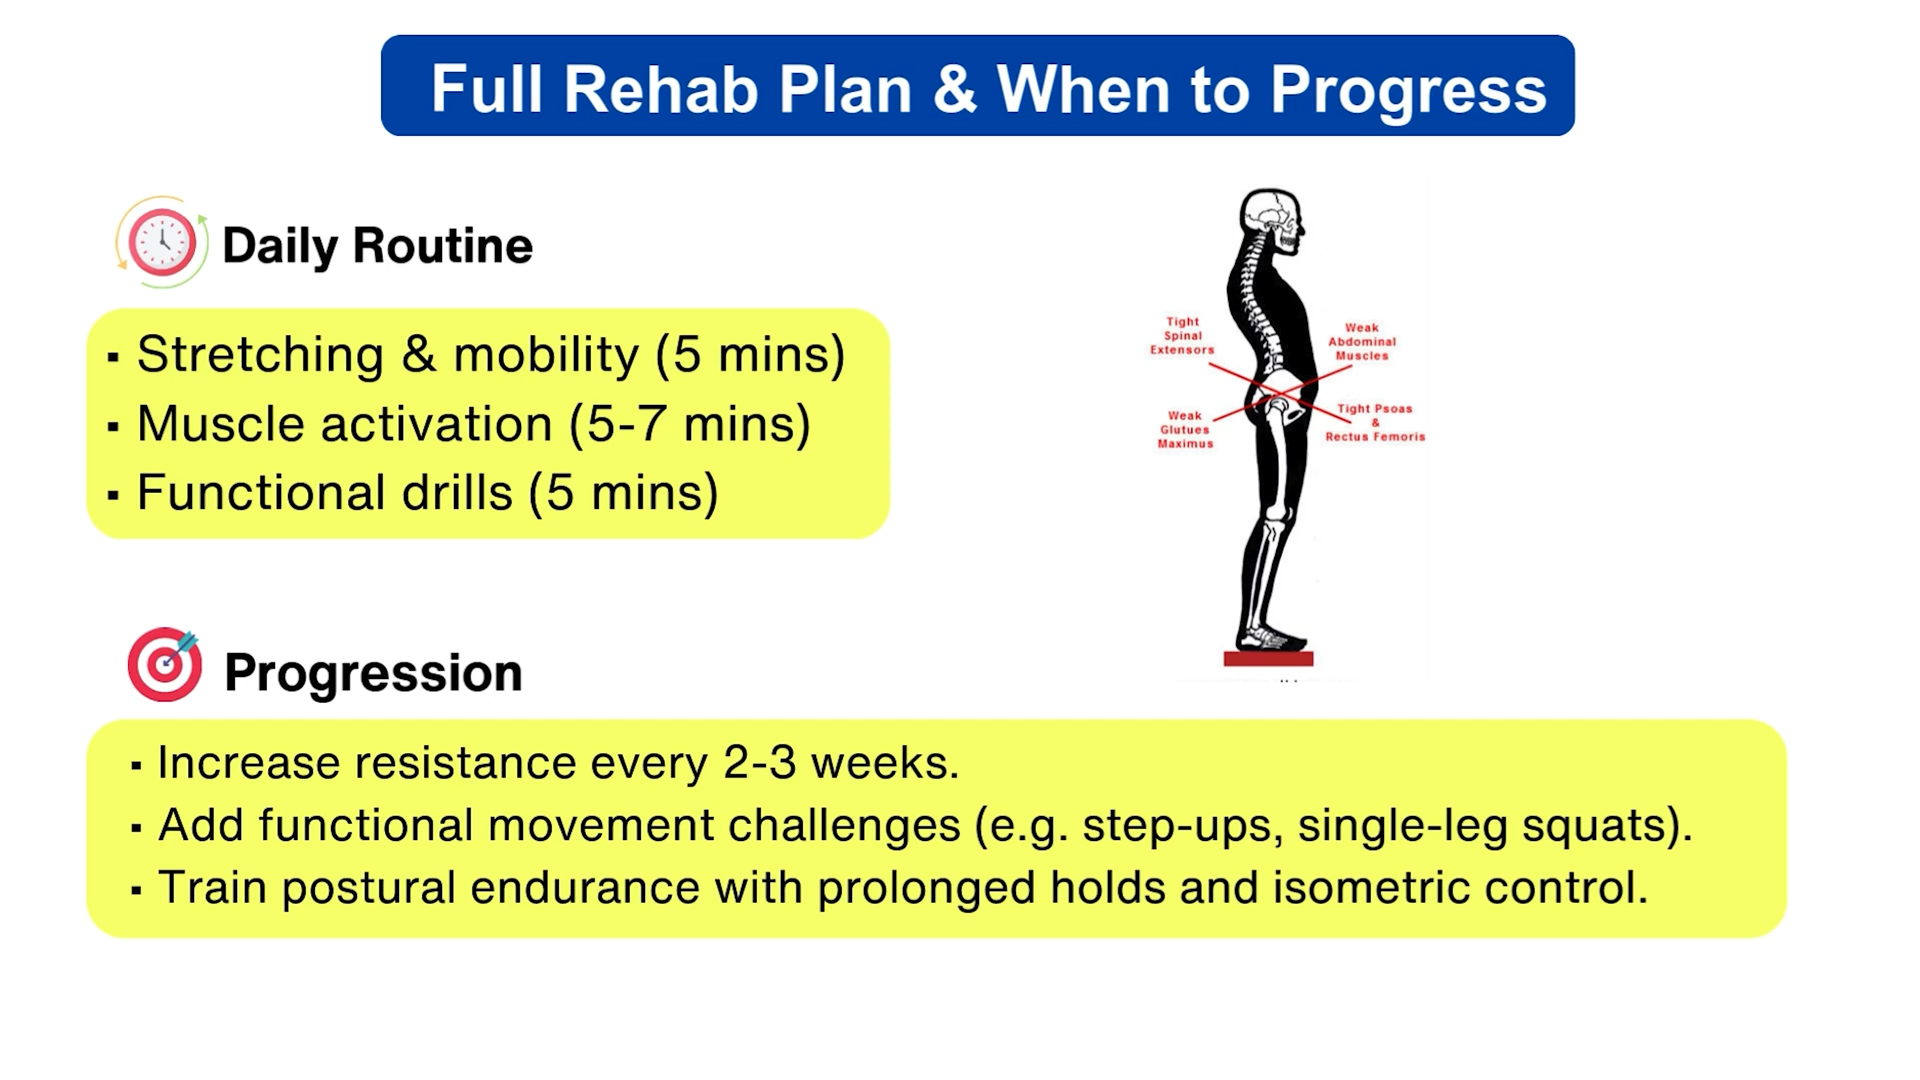 Full Rehab Plan & When to Progress
Daily Routine
▪ Stretching & mobility (5 mins)
▪ Muscle activation (5-7 mins)
▪ Functional drills (5 mins)
Tight
Spinal
Extensors
Weak
Abdominal
Muscles
Weak
Glutues
Maximus
Tight Psoas
&
Rectus Femoris
Progression
▪ Increase resistance every 2-3 weeks.
▪ Add functional movement challenges (e.g. step-ups, single-leg squats).
▪ Train postural endurance with prolonged holds and isometric control.